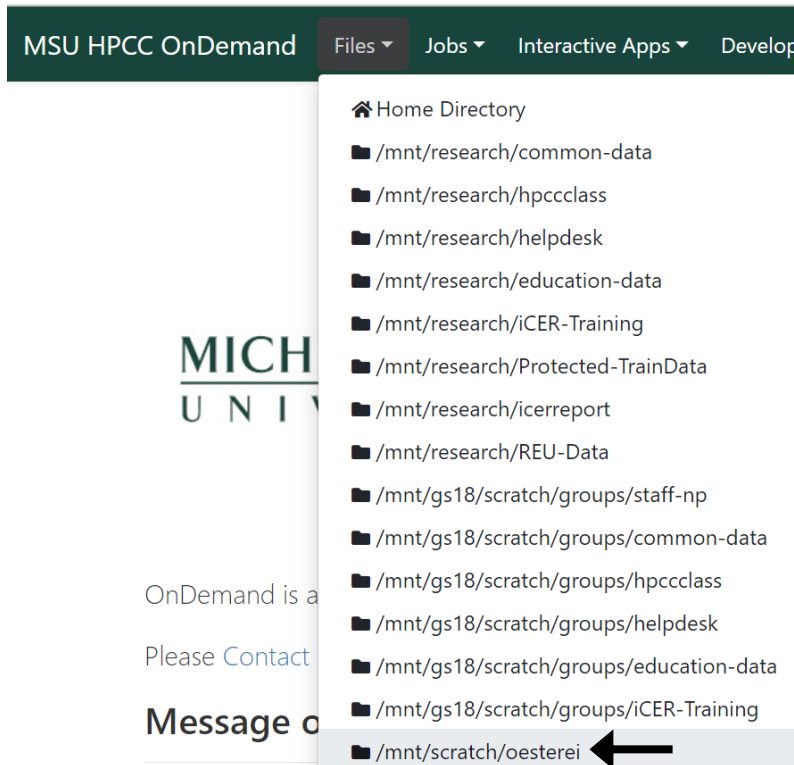 MSU HPCC OnDemand Files Jobs Interactive Apps Develop
Home Directory
/mnt/research/common-data
/mnt/research/hpccclass
/mnt/research/helpdesk
/mnt/research/education-data
/mnt/research/iCER-Training
/mnt/research/Protected-TrainData
/mnt/research/icerreport
/mnt/research/REU-Data
/mnt/gs18/scratch/groups/staff-np
/mnt/gs18/scratch/groups/common-data
/mnt/gs18/scratch/groups/hpccclass
/mnt/gs18/scratch/groups/helpdesk
/mnt/gs18/scratch/groups/education-data
/mnt/gs18/scratch/groups/iCER-Training
/mnt/scratch/oesterei
MICH
UNI
OnDemand is a
Please Contact
Message o